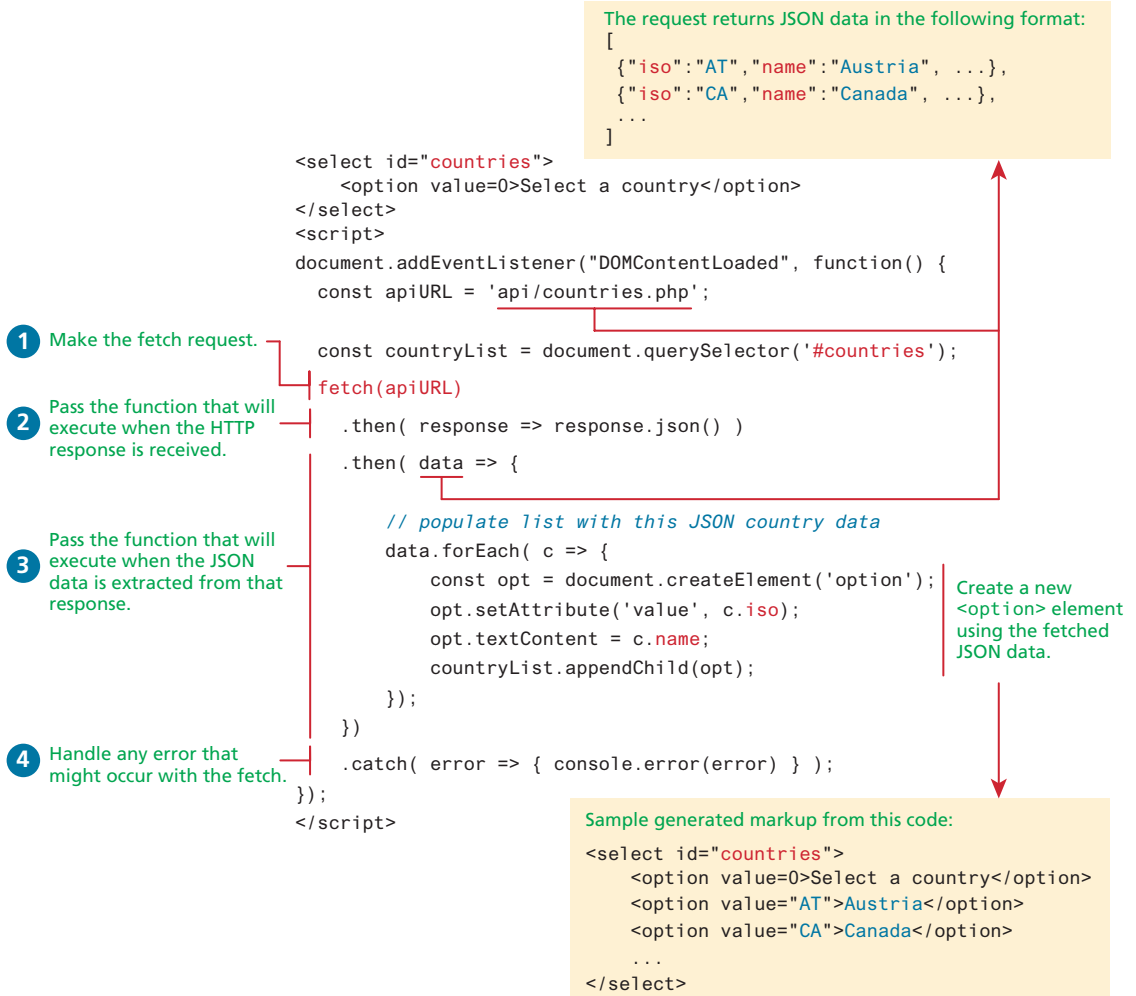 The request returns JSON data in the following format:
[
{"iso":"AT","name":"Austria", ...},
{"iso":"CA","name":"Canada", ...},
...
]
<select id="countries">
<option value=0>Select a country</option>
</select>
<script>
document.addEventListener("DOMContentLoaded", function() {
const apiURL = 'api/countries.php';
1 Make the fetch request.
const countryList = document.querySelector('#countries');
fetch(apiURL)
2 Pass the function that will
execute when the HTTP
response is received.
.then( response => response.json() )
.then( data => {
// populate list with this JSON country data
3 Pass the function that will
execute when the JSON
data is extracted from that
response.
data.forEach( c => {
const opt = document.createElement('option');
opt.setAttribute('value', c.iso);
opt.textContent = c.name;
countryList.appendChild(opt);
Create a new
<option> element
using the fetched
JSON data.
});
})
4 Handle any error that
might occur with the fetch.
.catch( error => { console.error(error) } );
});
</script>
Sample generated markup from this code:
<select id="countries">
<option value=0>Select a country</option>
<option value="AT">Austria</option>
<option value="CA">Canada</option>
...
</select>